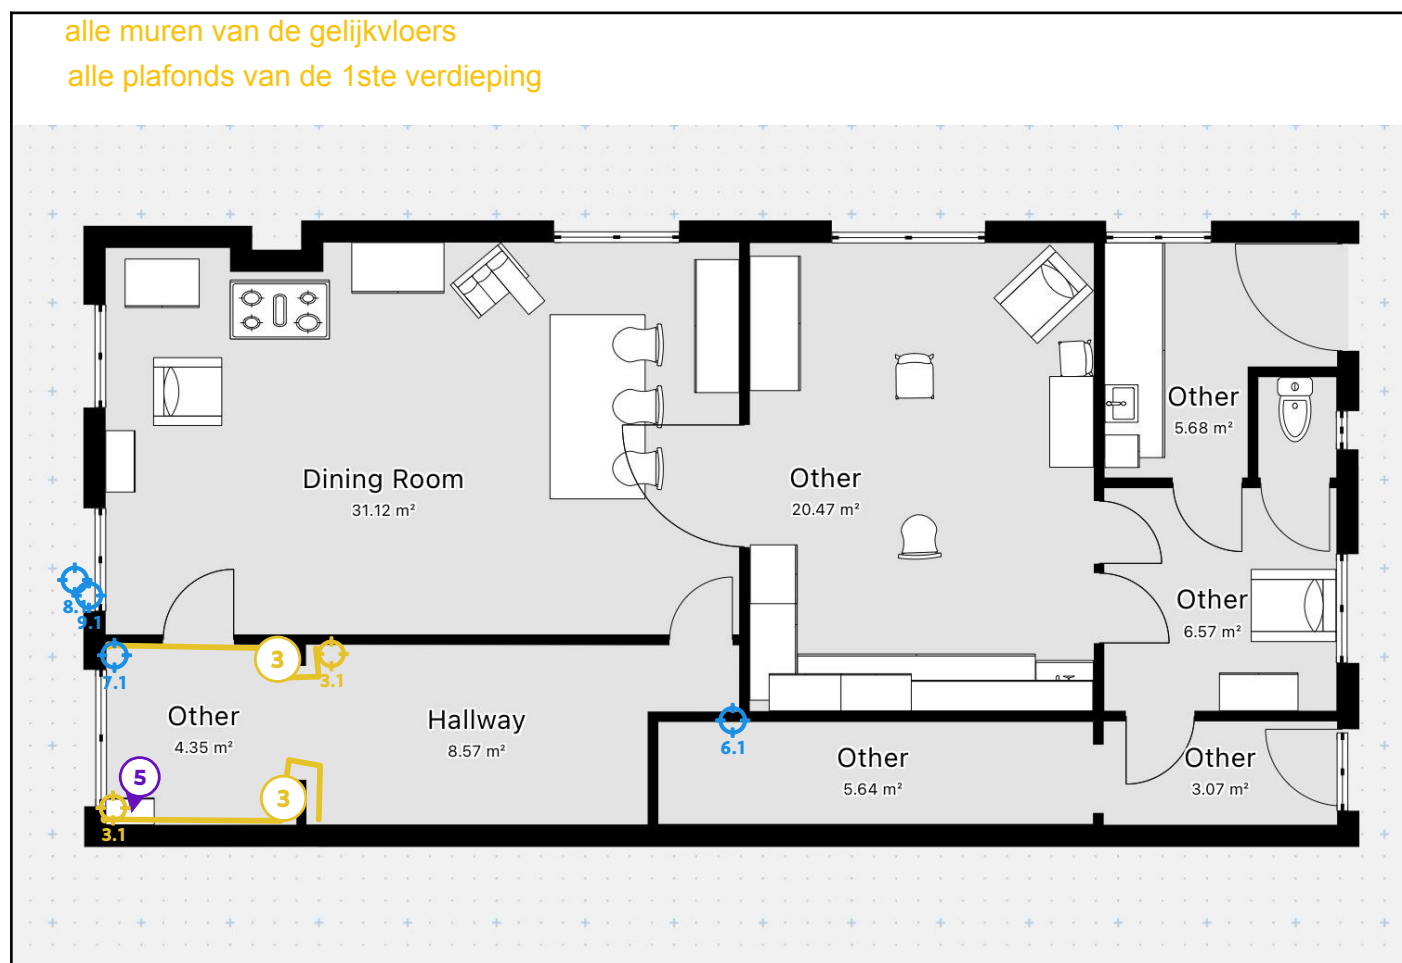 alle muren van de gelijkvloers
alle plafonds van de 1ste verdieping
Other
5.68 m²
Dining Room
31.12 m²
Other
20.47 m²
8.1
9.1
Other
6.57 m²
3
3.1
7.1
Other
4.35 m²
Hallway
8.57 m²
6.1
5
Other
5.64 m²
Other
3.07 m²
3
3.1